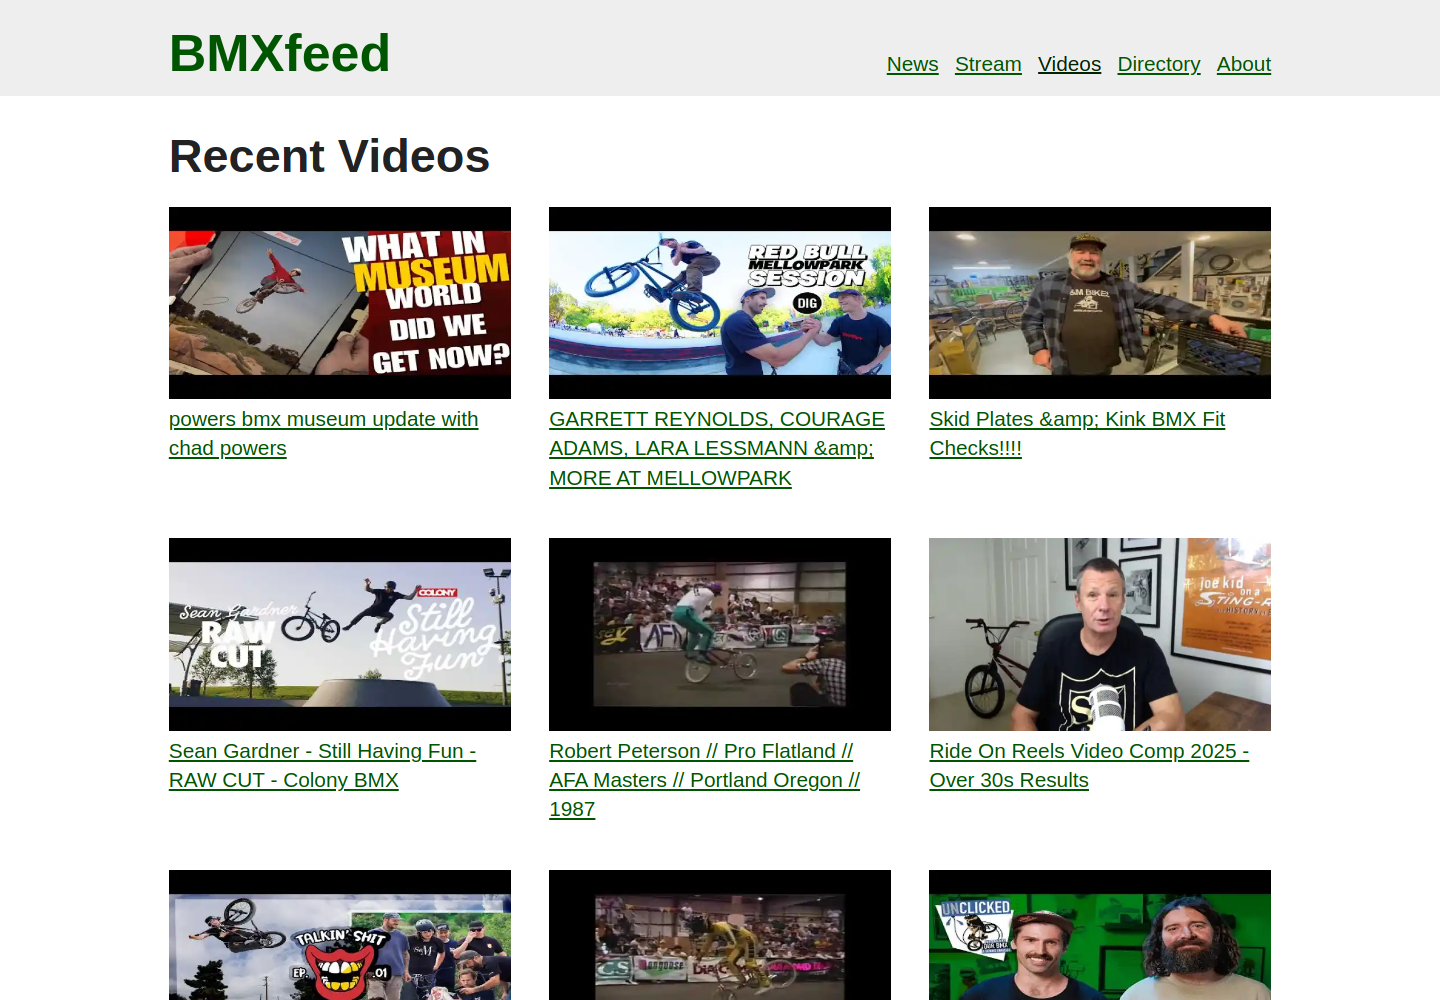 BMXfeed
News Stream Videos Directory About
Recent Videos
WHAT IN
MUSEUM
WORLD
DID WE
GET NOW?
RED BULL
MELLOWPARK
SESSION
DIG
S&M BIKES
powers bmx museum update with
chad powers
GARRETT REYNOLDS, COURAGE
ADAMS, LARA LESSMANN &amp;
MORE AT MELLOWPARK
Skid Plates &amp; Kink BMX Fit
Checks!!!!
Sean Gardner
RAW
CUT
COLONY
Still
Having
Fun
AFA
joe kid
on a
STING-R
Sean Gardner - Still Having Fun -
RAW CUT - Colony BMX
Robert Peterson // Pro Flatland //
AFA Masters // Portland Oregon //
1987
Ride On Reels Video Comp 2025 -
Over 30s Results
TALKIN' SHIT
EP. .01
UNCLICKED
OUR BMX